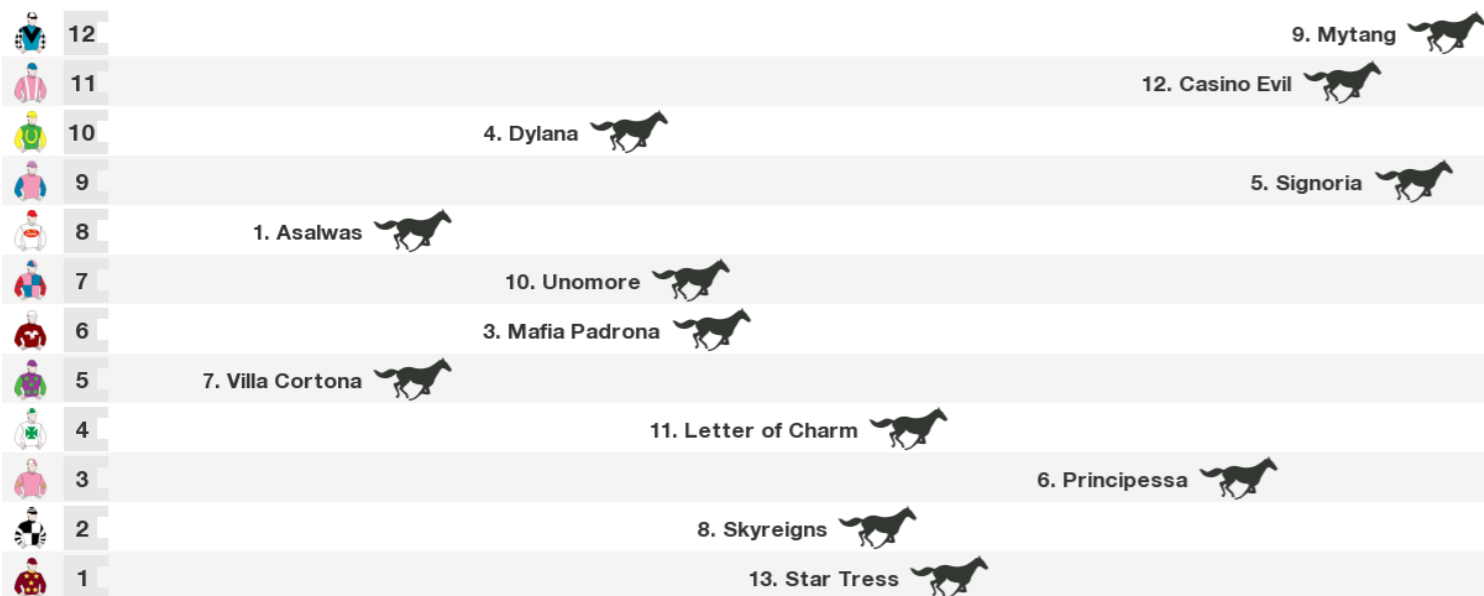 12 9. Mytang
11 12. Casino Evil
10 4. Dylana
9 5. Signoria
8 1. Asalwas
7 10. Unomore
6 3. Mafia Padrona
5 7. Villa Cortona
4 11. Letter of Charm
3 6. Principessa
2 8. Skyreigns
1 13. Star Tress